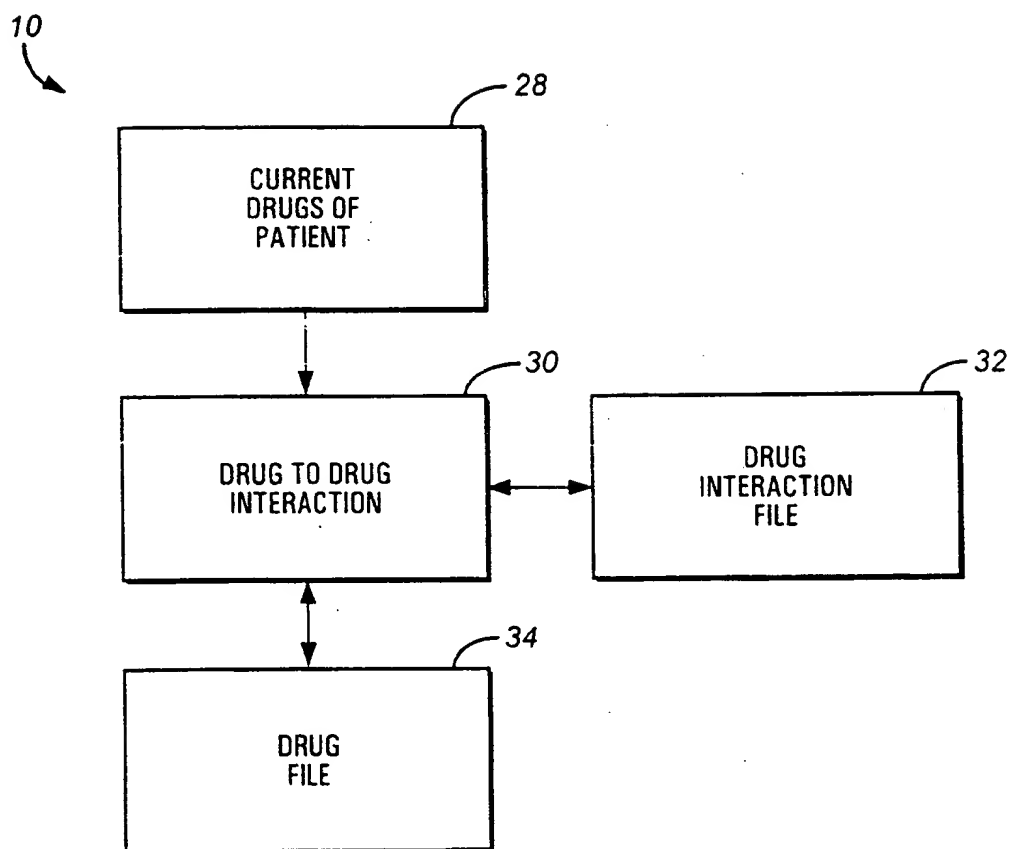 10
28
CURRENT
DRUGS OF
PATIENT
30
32
DRUG TO DRUG
INTERACTION
DRUG
INTERACTION
FILE
34
DRUG
FILE